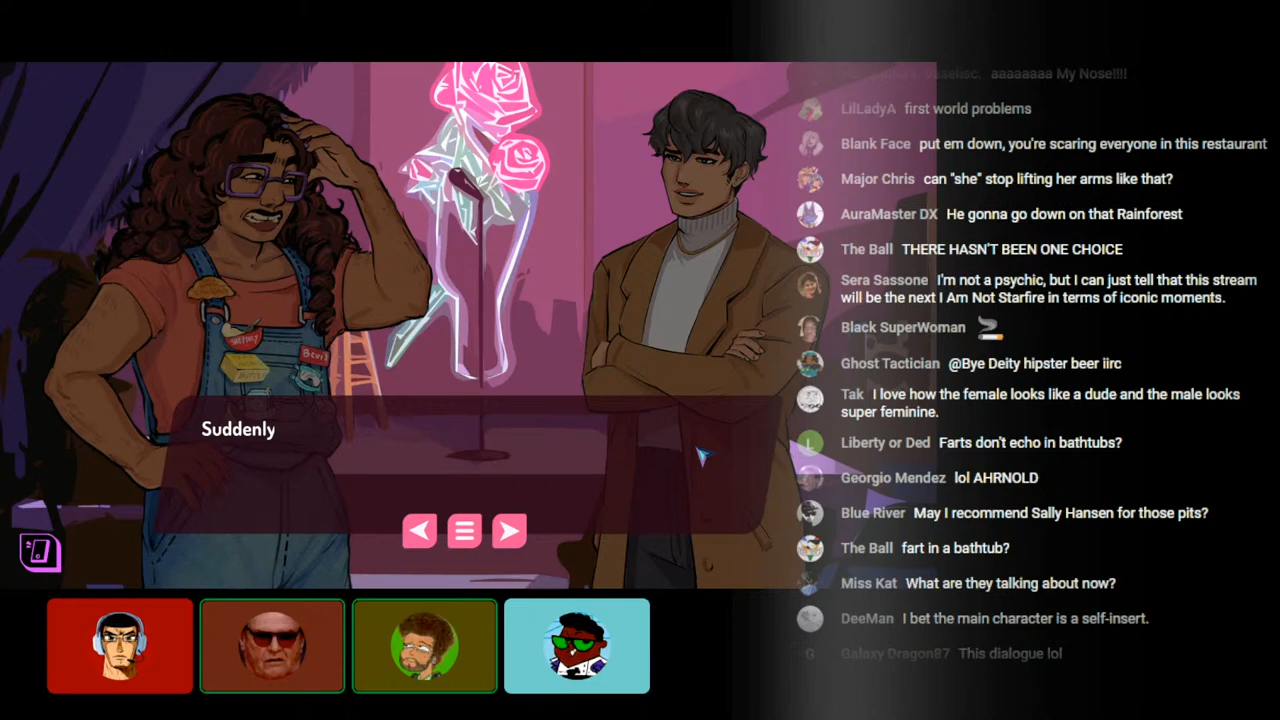 aaaaaaaa My Nose!!!!
LilLadyA first world problems
Blank Face put em down, you're scaring everyone in this restaurant
Major Chris can "she" stop lifting her arms like that?
AuraMaster DX He gonna go down on that Rainforest
The Ball THERE HASN'T BEEN ONE CHOICE
Sera Sassone I'm not a psychic, but I can just tell that this stream
will be the next I Am Not Starfire in terms of iconic moments.
Black SuperWoman
Ghost Tactician @Bye Deity hipster beer iirc
Tak I love how the female looks like a dude and the male looks
super feminine.
Suddenly
Liberty or Ded Farts don't echo in bathtubs?
L
Georgio Mendez lol AHRNOLD
Blue River May I recommend Sally Hansen for those pits?
The Ball fart in a bathtub?
Miss Kat What are they talking about now?
DeeMan I bet the main character is a self-insert.
G Galaxy Dragon87 This dialogue lol